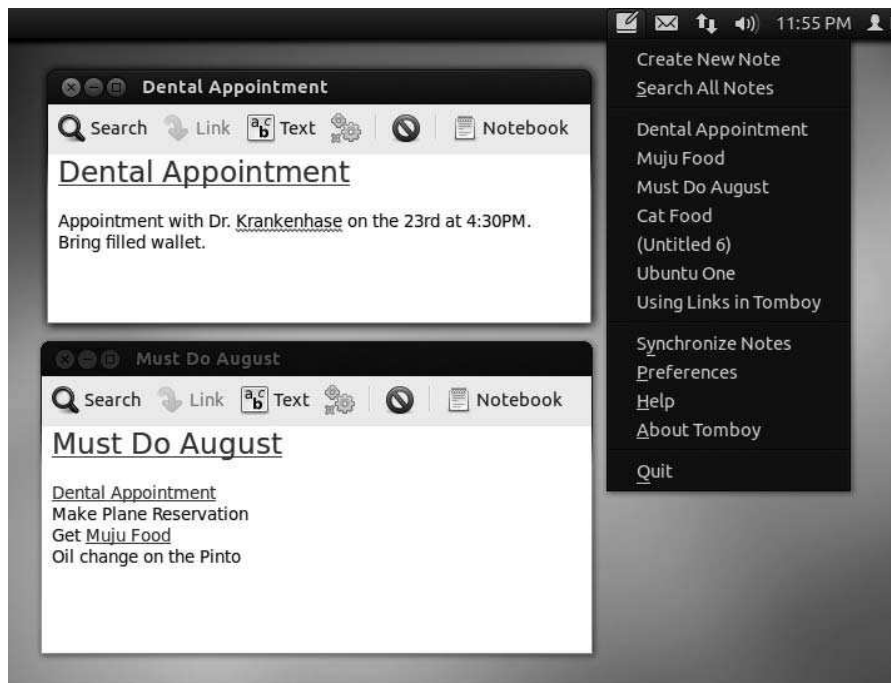 11:55 PM
Dental Appointment
Search Link Text Notebook
Dental Appointment
Appointment with Dr. Krankenhase on the 23rd at 4:30PM.
Bring filled wallet.
Must Do August
Search Link Text Notebook
Must Do August
Dental Appointment
Make Plane Reservation
Get Muju Food
Oil change on the Pinto
Create New Note
Search All Notes
Dental Appointment
Muju Food
Must Do August
Cat Food
(Untitled 6)
Ubuntu One
Using Links in Tomboy
Synchronize Notes
Preferences
Help
About Tomboy
Quit